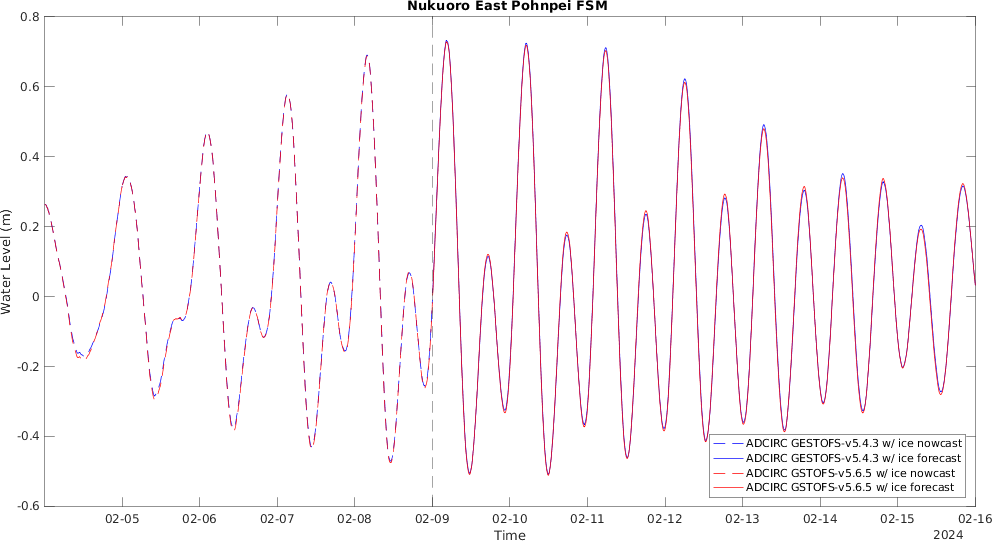 Nukuoro East Pohnpei FSM
0.8
0.6
0.4
0.2
0
-0.2
-0.4
-0.6
Water Level (m)
ADCIRC GESTOFS-v5.4.3 w/ ice nowcast
ADCIRC GESTOFS-v5.4.3 w/ ice forecast
ADCIRC GSTOFS-v5.6.5 w/ ice nowcast
ADCIRC GSTOFS-v5.6.5 w/ ice forecast
02-05 02-06 02-07 02-08 02-09 02-10 02-11 02-12 02-13 02-14 02-15 02-16
Time 2024